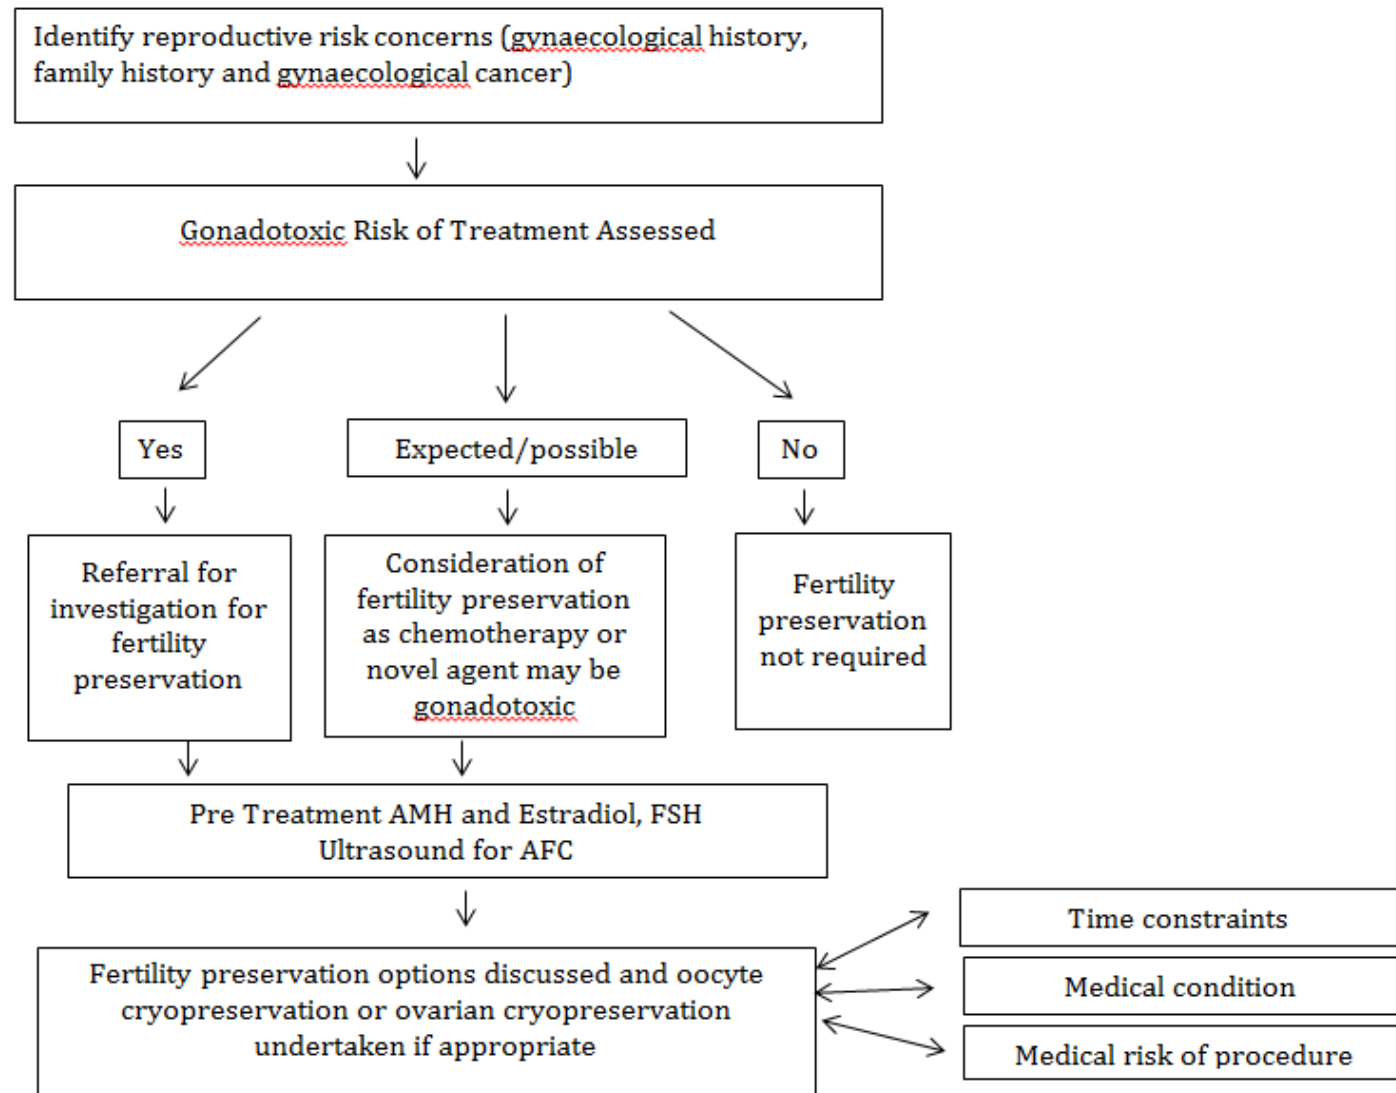 Identify reproductive risk concerns (gynaecological history,
family history and gynaecological cancer)
Gonadotoxic Risk of Treatment Assessed
Yes
Expected/possible
No
Referral for
investigation for
fertility
preservation
Consideration of
fertility preservation
as chemotherapy or
novel agent may be
gonadotoxic
Fertility
preservation
not required
Pre Treatment AMH and Estradiol, FSH
Ultrasound for AFC
Fertility preservation options discussed and oocyte
cryopreservation or ovarian cryopreservation
undertaken if appropriate
Time constraints
Medical condition
Medical risk of procedure